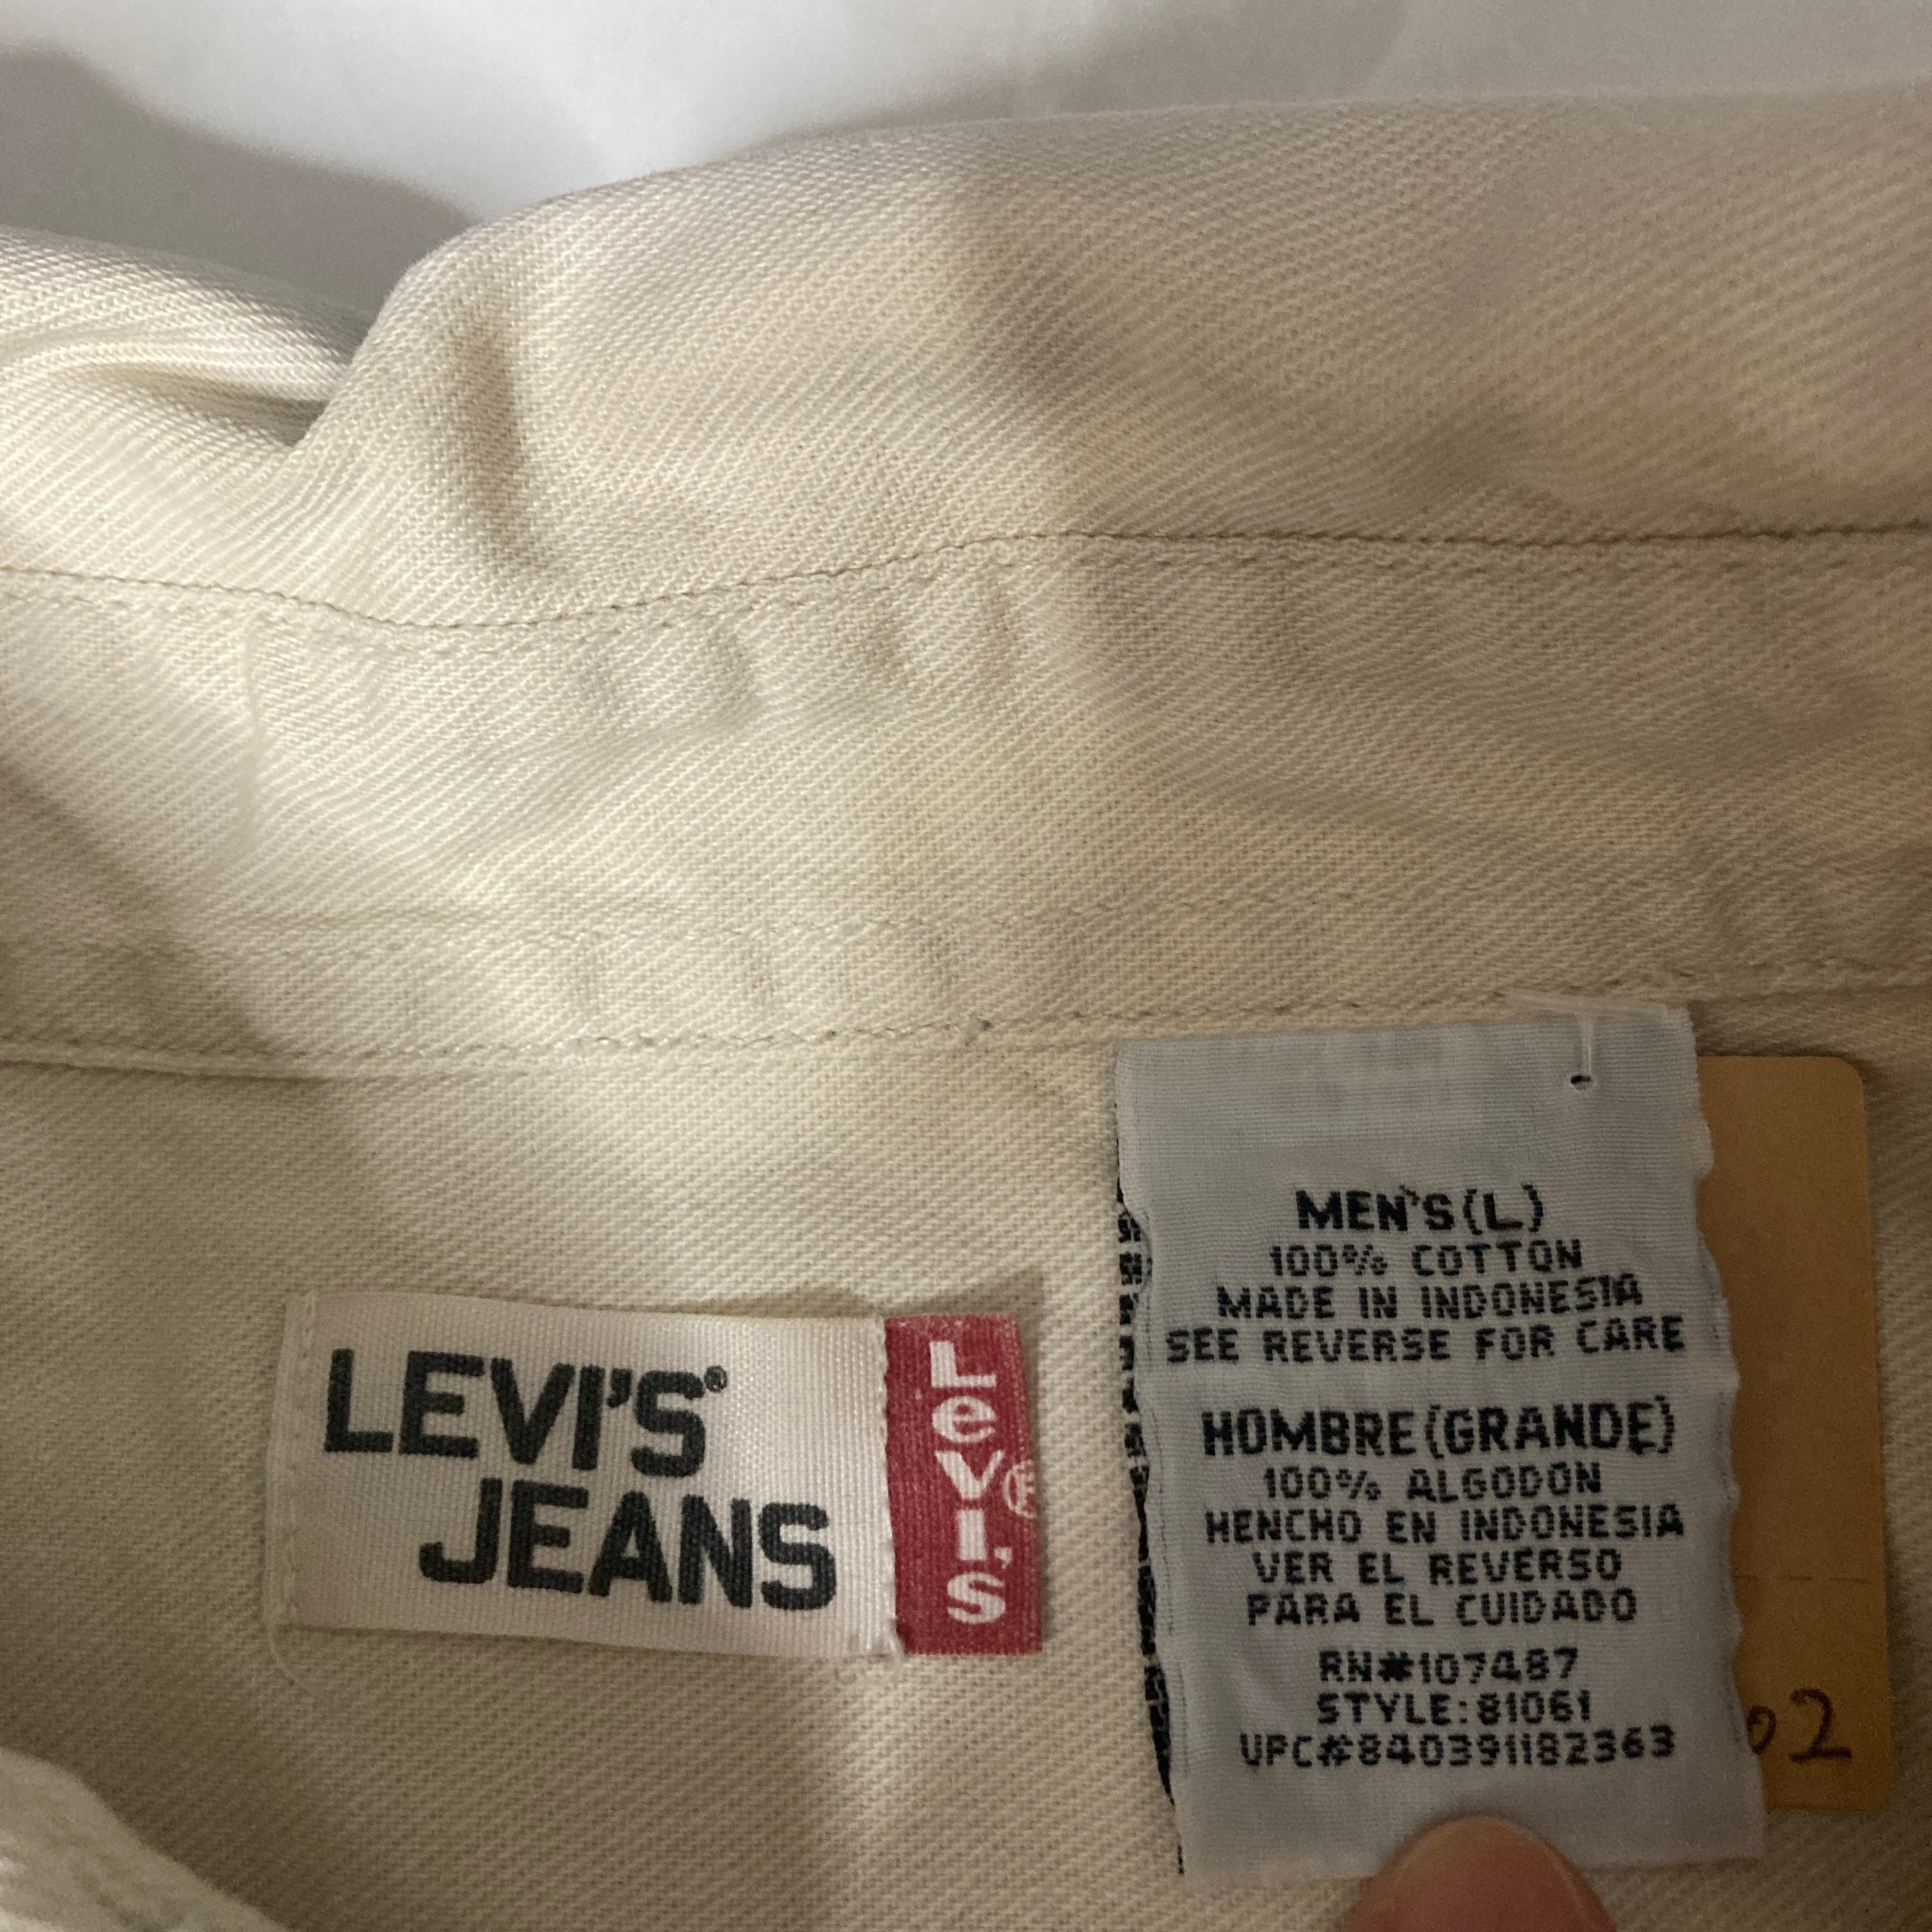 LEVI'S®
JEANS
LEVI'S®
MEN'S(L)
100% COTTON
MADE IN INDONESIA
SEE REVERSE FOR CARE
HOMBRE(GRANDE)
100% ALGODON
HENCHO EN INDONESIA
VER EL REVERSO
PARA EL CUIDADO
RN#107487
STYLE:81061
UPC#840391182363
02